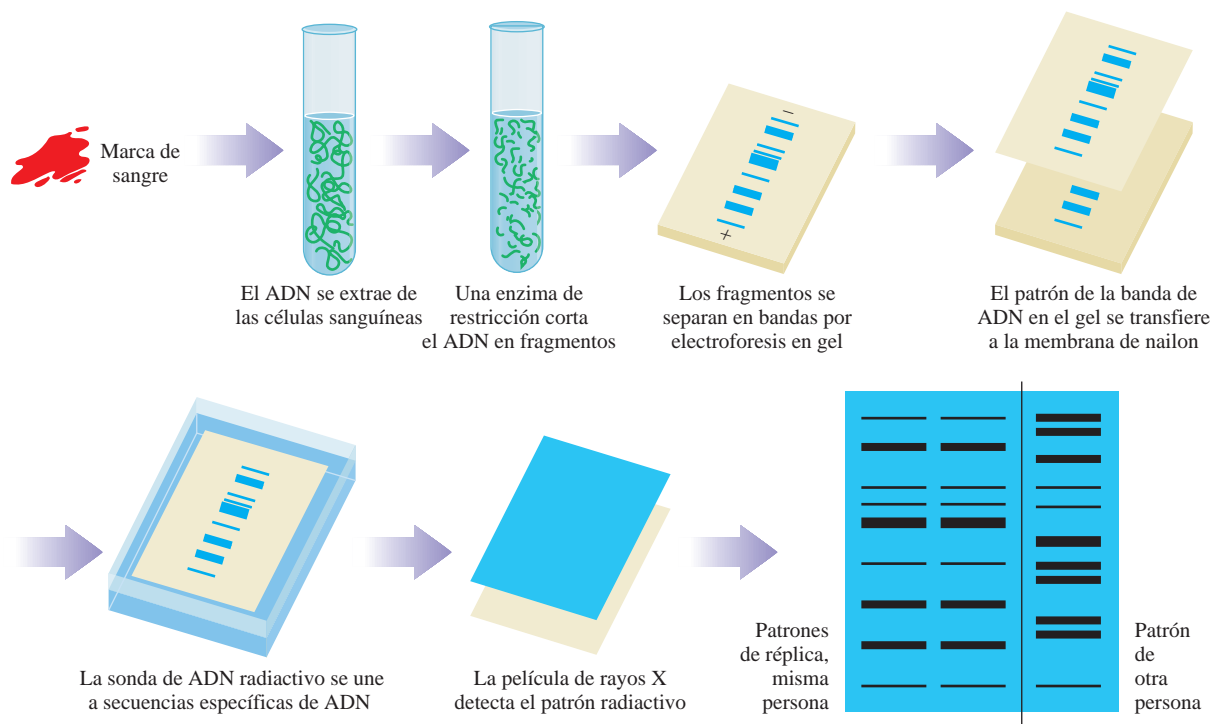 Marca de
sangre
El ADN se extrae de
las células sanguíneas
Una enzima de
restricción corta
el ADN en fragmentos
−
+
Los fragmentos se
separan en bandas por
electroforesis en gel
El patrón de la banda de
ADN en el gel se transfiere
a la membrana de nailon
La sonda de ADN radiactivo se une
a secuencias específicas de ADN
La película de rayos X
detecta el patrón radiactivo
Patrones
de réplica,
misma
persona
Patrón
de
otra
persona